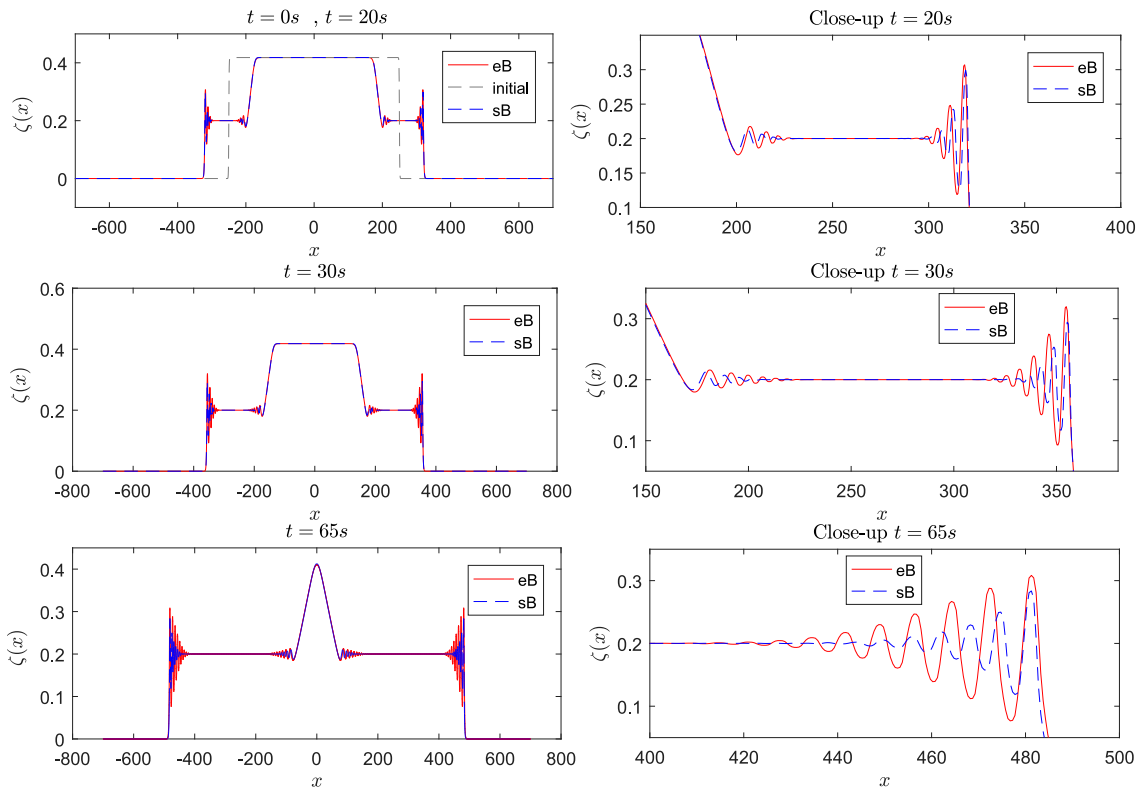 t = 0s , t = 20s
ζ(x)
0.4
0.2
0
-600 -400 -200 0 200 400 600
x
eB
initial
sB
Close-up t = 20s
ζ(x)
0.3
0.25
0.2
0.15
0.1
150 200 250 300 350 400
x
eB
sB
t = 30s
ζ(x)
0.6
0.4
0.2
0
-800 -600 -400 -200 0 200 400 600 800
x
eB
sB
Close-up t = 30s
ζ(x)
0.3
0.2
0.1
150 200 250 300 350
x
eB
sB
t = 65s
ζ(x)
0.4
0.3
0.2
0.1
0
-800 -600 -400 -200 0 200 400 600 800
x
eB
sB
Close-up t = 65s
ζ(x)
0.3
0.2
0.1
400 420 440 460 480 500
x
eB
sB